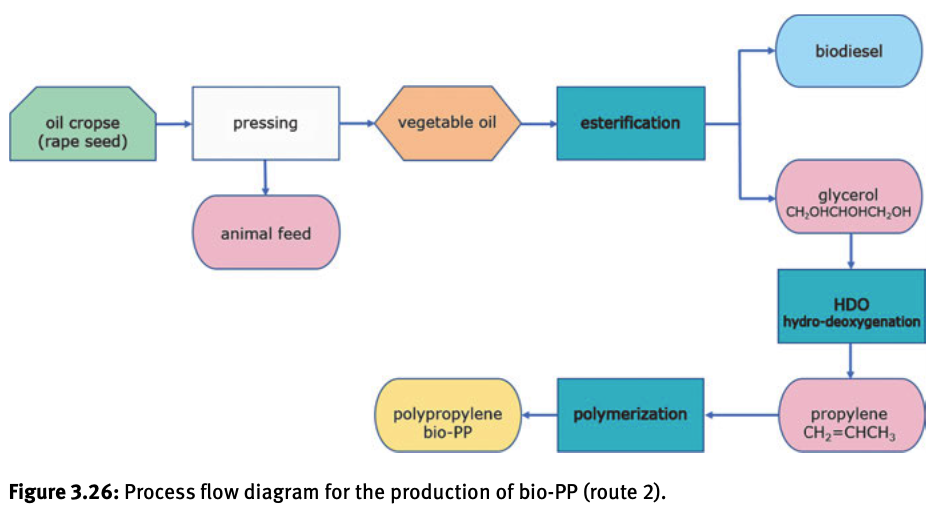 oil cropse
(rape seed)
pressing
vegetable oil
esterification
biodiesel
animal feed
glycerol
CH₂OHCHOHCH₂OH
HDO
hydro-deoxygenation
polypropylene
bio-PP
polymerization
propylene
CH₂=CHCH₃
Figure 3.26: Process flow diagram for the production of bio-PP (route 2).